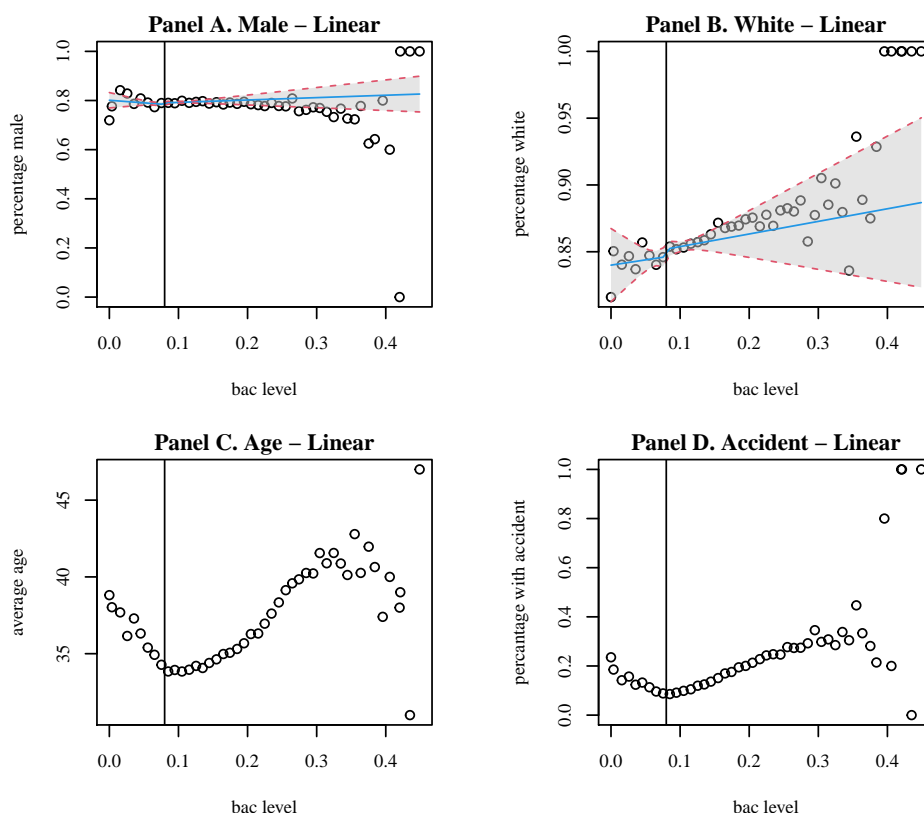 Panel A. Male – Linear
percentage male
0.0 0.2 0.4 0.6 0.8 1.0
0.0 0.1 0.2 0.3 0.4
bac level
Panel B. White – Linear
percentage white
0.85 0.90 0.95 1.00
0.0 0.1 0.2 0.3 0.4
bac level
Panel C. Age – Linear
average age
35 40 45
0.0 0.1 0.2 0.3 0.4
bac level
Panel D. Accident – Linear
percantage with accident
0.0 0.2 0.4 0.6 0.8 1.0
0.0 0.1 0.2 0.3 0.4
bac level